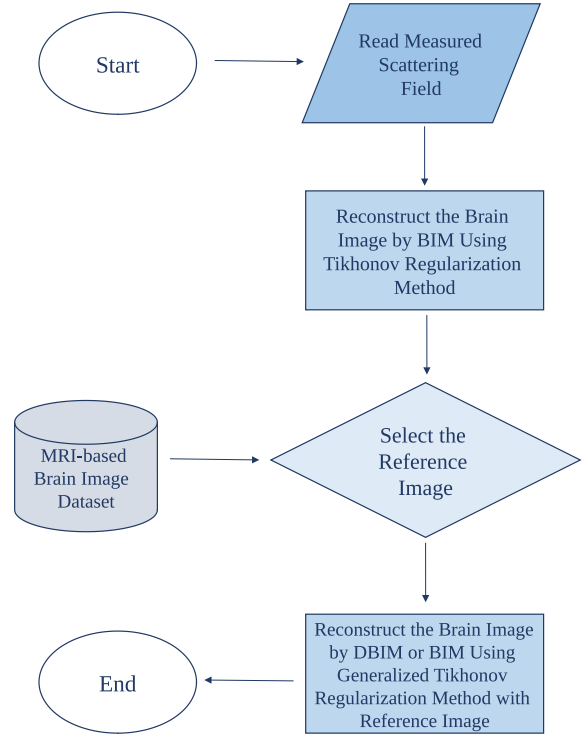 Start
Read Measured
Scattering
Field
Reconstruct the Brain
Image by BIM Using
Tikhonov Regularization
Method
MRI-based
Brain Image
Dataset
Select the
Reference
Image
Reconstruct the Brain Image
by DBIM or BIM Using
Generalized Tikhonov
Regularization Method with
Reference Image
End